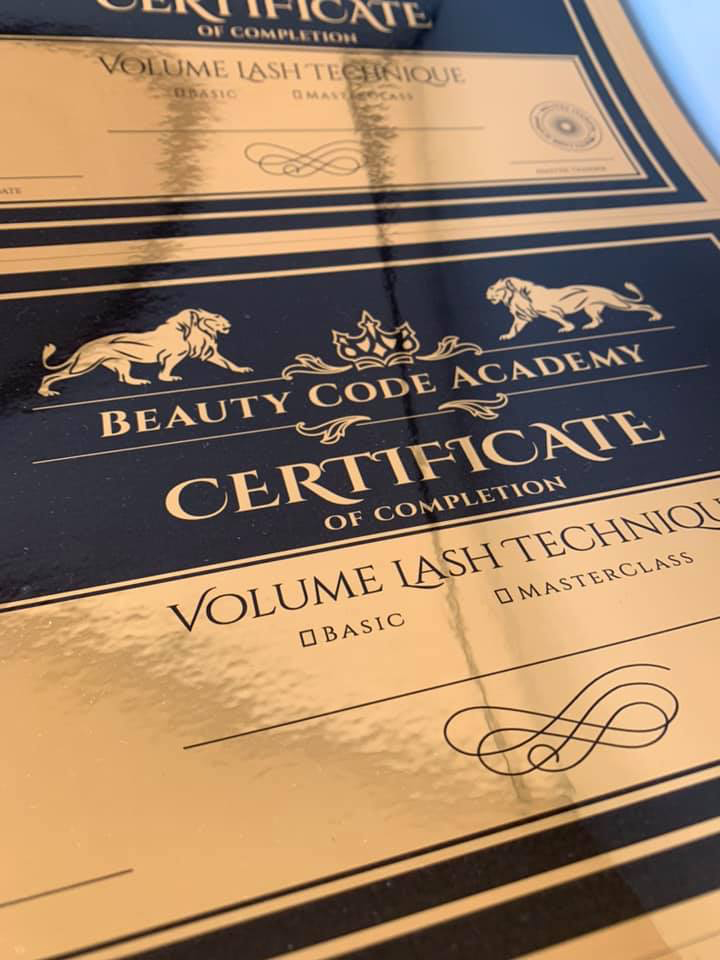 CERTIFICATE
OF COMPLETION
VOLUME LASH TECHNIQUE
BASIC MASTERCLASS
BEAUTY CODE ACADEMY
CERTIFICATE
OF COMPLETION
VOLUME LASH TECHNIQU
BASIC MASTERCLASS